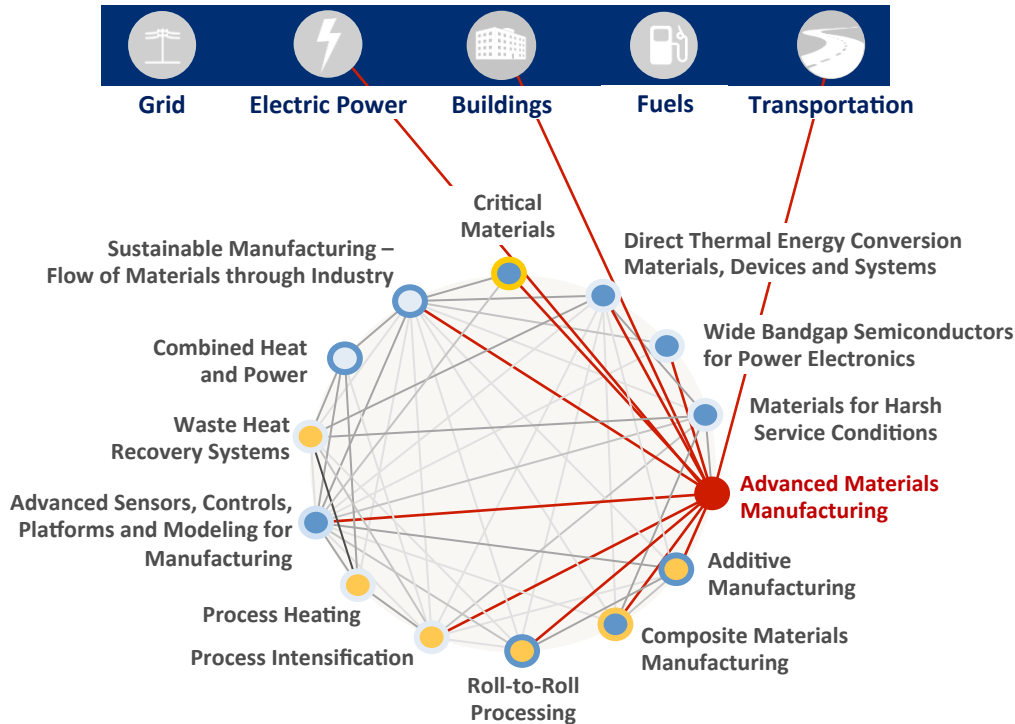 Grid
Electric Power
Buildings
Fuels
Transportation
Critical
Materials
Direct Thermal Energy Conversion
Materials, Devices and Systems
Sustainable Manufacturing –
Flow of Materials through Industry
Wide Bandgap Semiconductors
for Power Electronics
Combined Heat
and Power
Materials for Harsh
Service Conditions
Waste Heat
Recovery Systems
Advanced Materials
Manufacturing
Advanced Sensors, Controls,
Platforms and Modeling for
Manufacturing
Additive
Manufacturing
Process Heating
Composite Materials
Manufacturing
Process Intensification
Roll-to-Roll
Processing